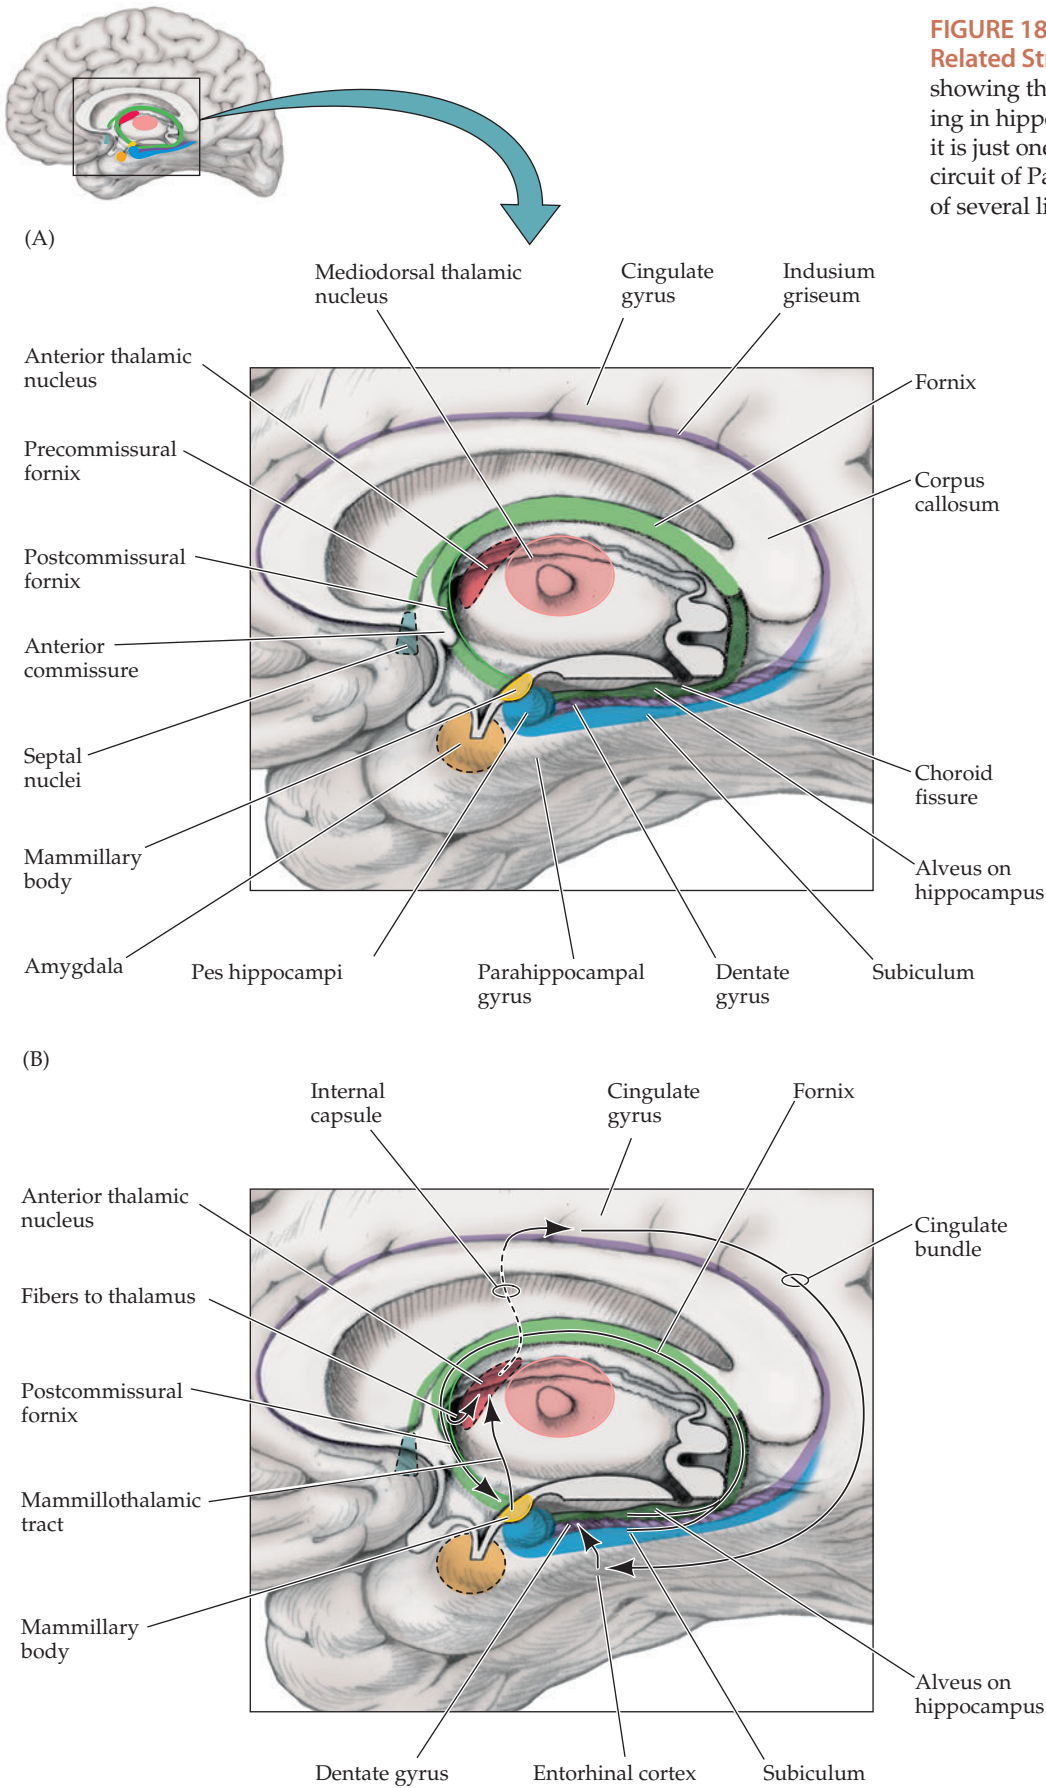 FIGURE 18
Related St
showing th
ing in hippo
it is just one
circuit of Pa
of several li
(A)
Mediodorsal thalamic
nucleus
Cingulate
gyrus
Indusium
griseum
Anterior thalamic
nucleus
Fornix
Precommissural
fornix
Corpus
callosum
Postcommissural
fornix
Anterior
commissure
Septal
nuclei
Choroid
fissure
Mammillary
body
Alveus on
hippocampus
Amygdala
Pes hippocampi
Parahippocampal
gyrus
Dentate
gyrus
Subiculum
(B)
Internal
capsule
Cingulate
gyrus
Fornix
Anterior thalamic
nucleus
Cingulate
bundle
Fibers to thalamus
Postcommissural
fornix
Mammillothalamic
tract
Mammillary
body
Alveus on
hippocampus
Dentate gyrus
Entorhinal cortex
Subiculum